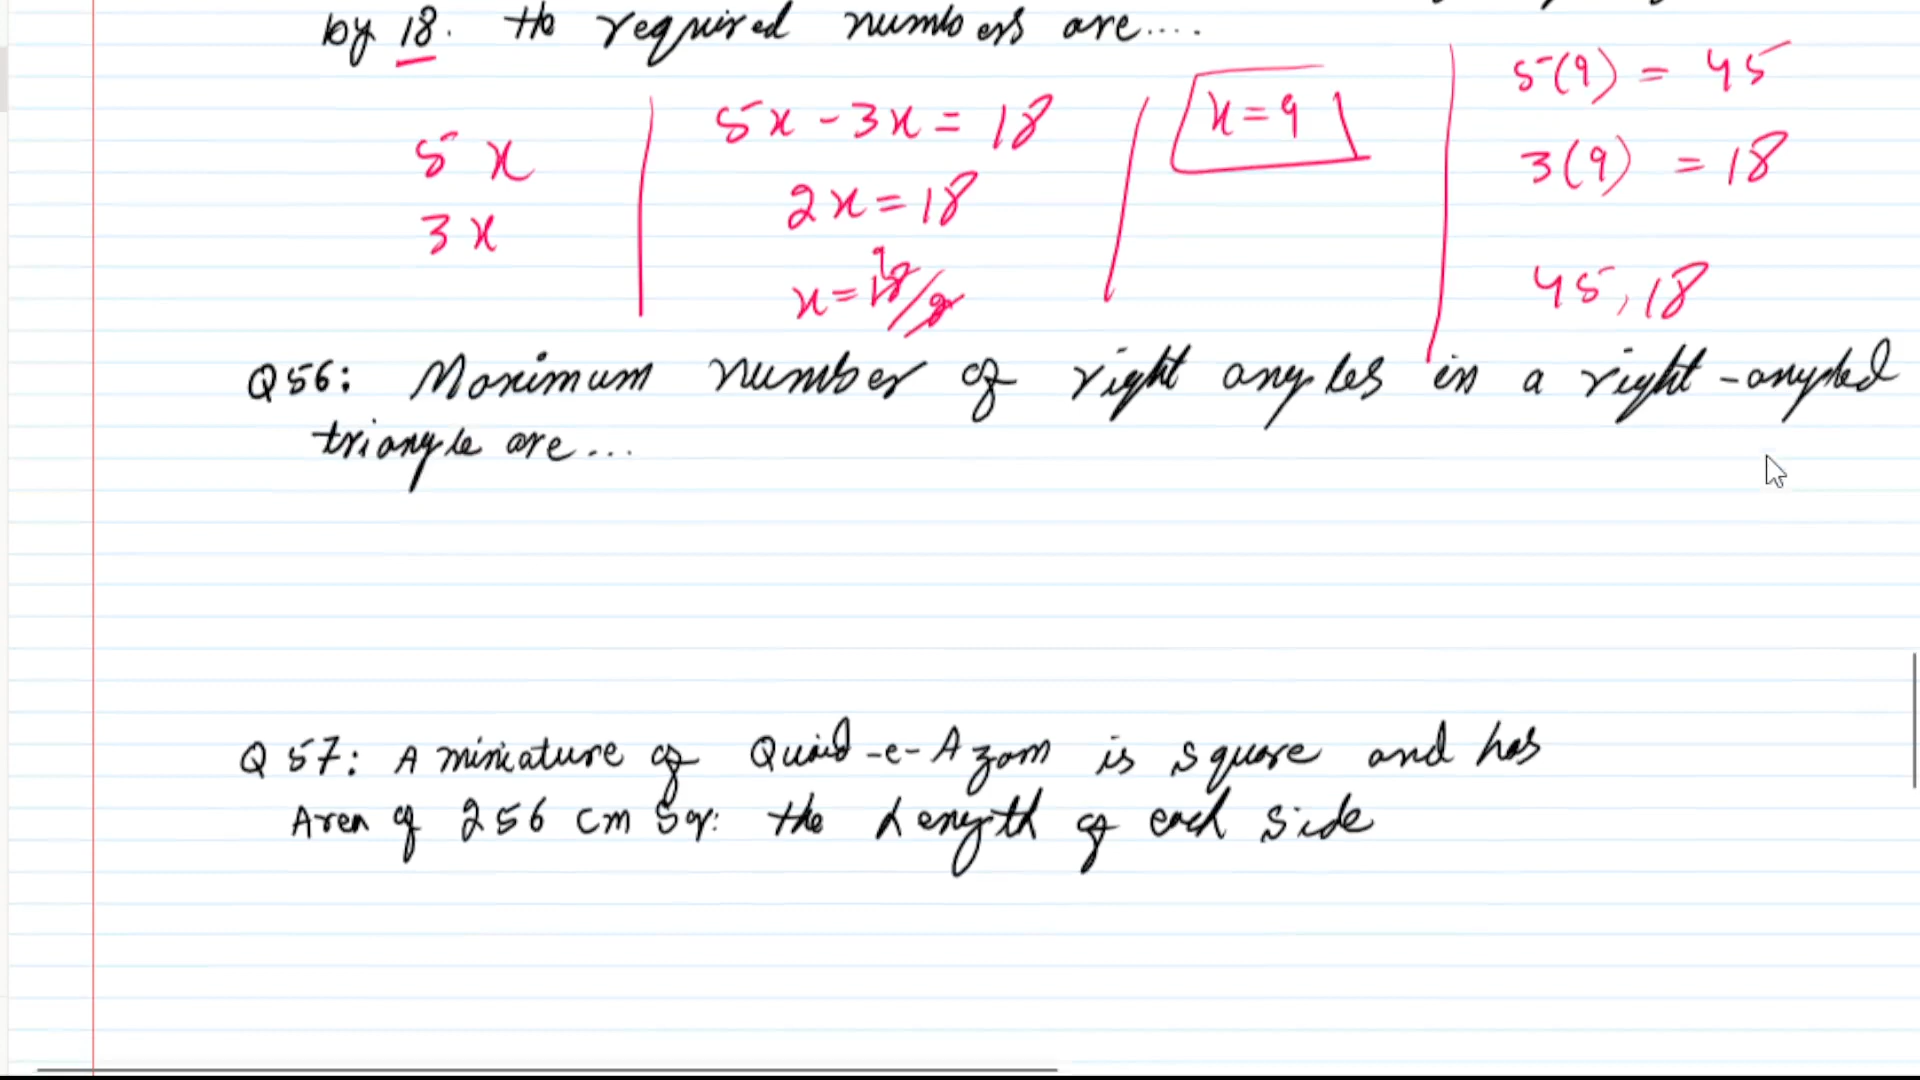 by 18. the required numbers are....
5x
3x
5x - 3x = 18
2x = 18
9
x = 18/2
x = 9
5(9) = 45
3(9) = 18
45, 18
Q56: Maximum number of right angles in a right-angled
triangle are...
Q57: A miniature of Quaid-e-Azam is square and has
Area of 256 cm Sq: the Length of each side